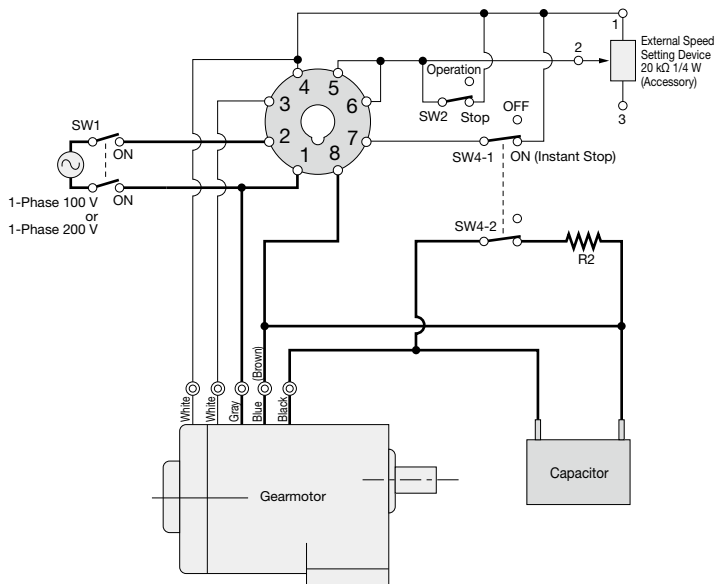 1
External Speed
Setting Device
20 kΩ 1/4 W
(Accessory)
2
3
4
5
3
6
2
7
1
8
Operation
SW2
Stop
OFF
SW4-1
ON (Instant Stop)
SW1
ON
ON
1-Phase 100 V
or
1-Phase 200 V
SW4-2
R2
White
White
Gray
Blue
(Brown)
Black
Gearmotor
Capacitor